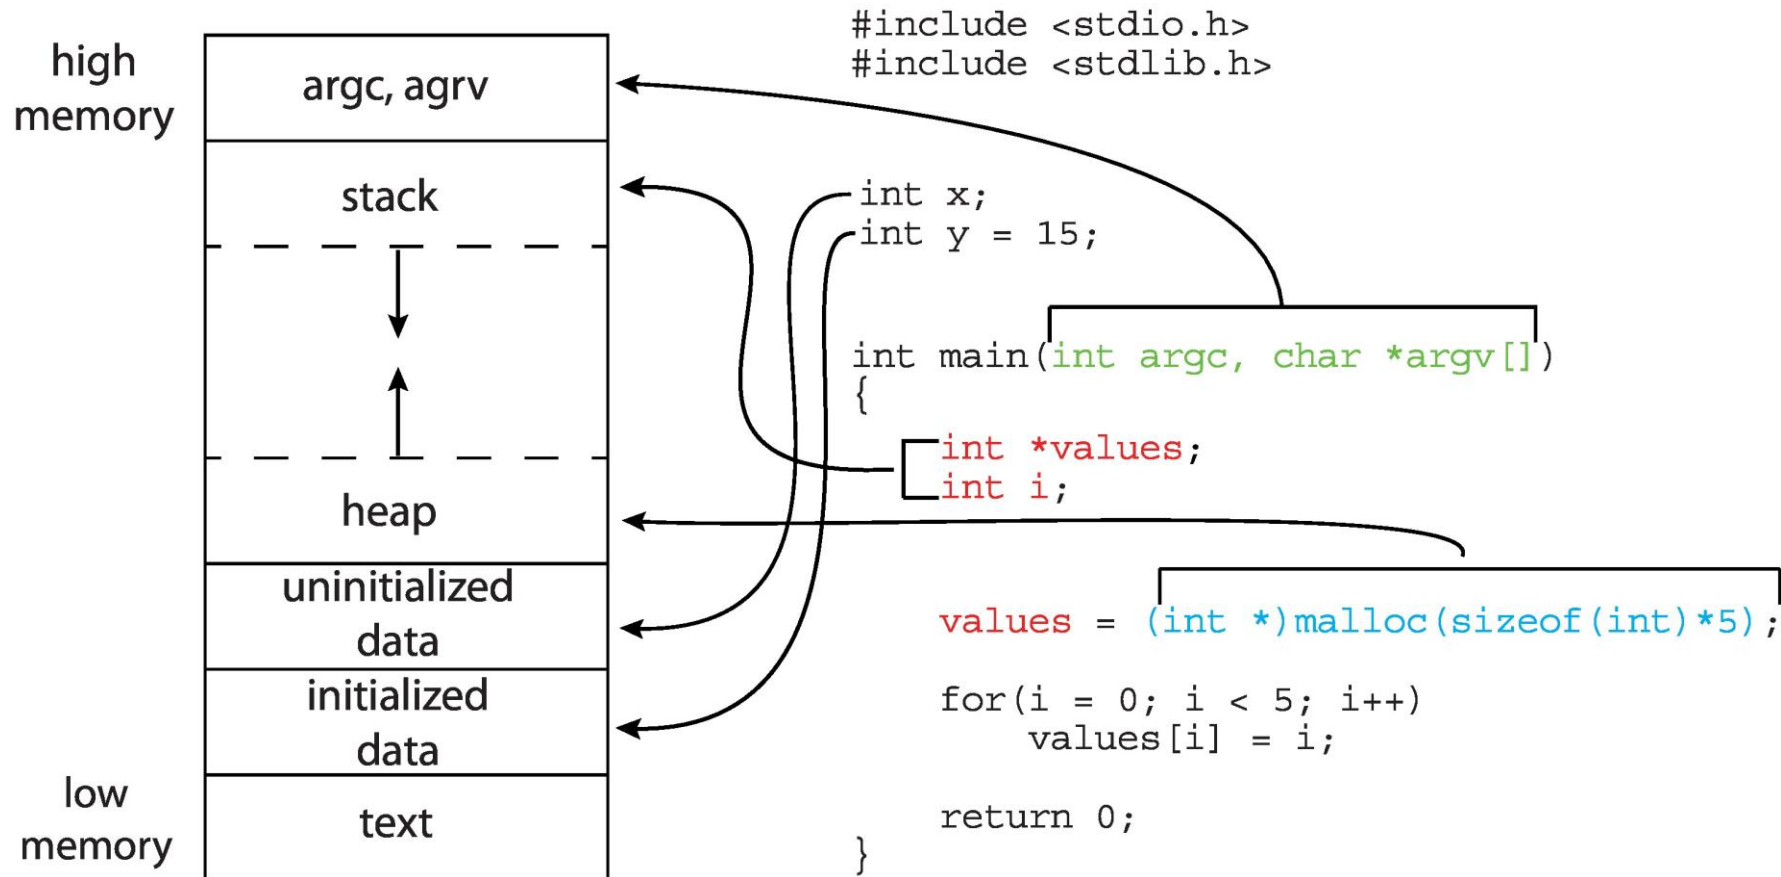 high
memory
argc, agrv
stack
heap
uninitialized
data
initialized
data
low
memory
text
#include <stdio.h>
#include <stdlib.h>
int x;
int y = 15;
int main(int argc, char *argv[])
{
int *values;
int i;
values = (int *)malloc(sizeof(int)*5);
for(i = 0; i < 5; i++)
values[i] = i;
return 0;
}